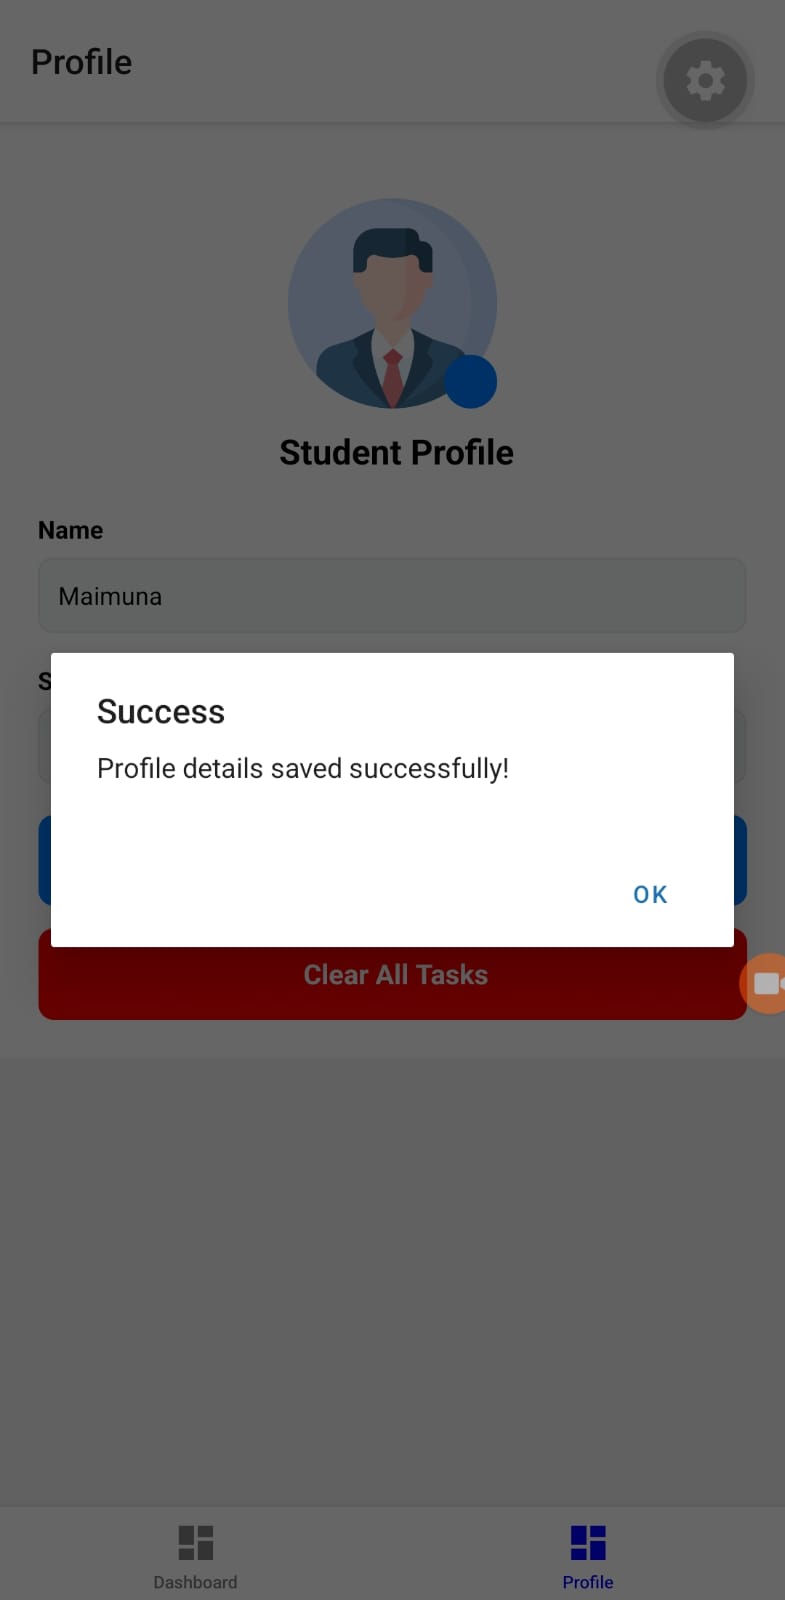 Profile
Student Profile
Name
Maimuna
S
Success
Profile details saved successfully!
OK
Clear All Tasks
Dashboard
Profile